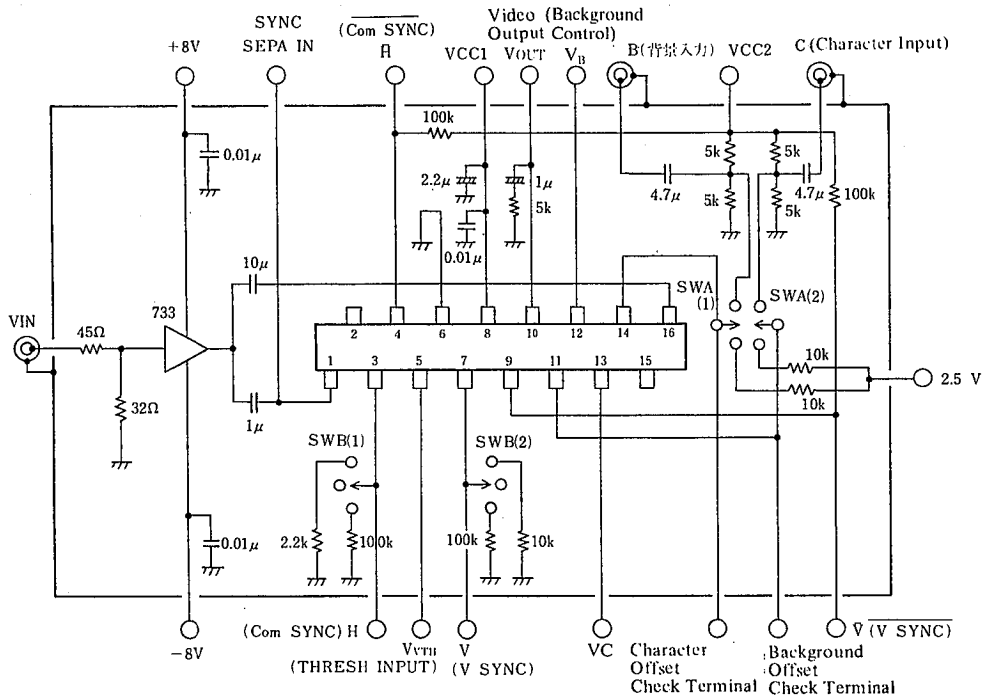 SYNC
SEPA IN
(Com SYNC)
H
VCC1
Video (Background
Output Control)
VOUT
VB
B(背景入力)
VCC2
C(Character Input)
+8V
0.01μ
100k
2.2μ
0.01μ
1μ
5k
4.7μ
5k
5k
5k
5k
4.7μ
100k
10μ
733
VIN
45Ω
32Ω
1μ
2
4
6
8
10
12
14
16
1
3
5
7
9
11
13
15
SWA
(1)
SWA(2)
10k
10k
2.5 V
SWB(1)
SWB(2)
2.2k
100k
100k
10k
0.01μ
-8V
(Com SYNC) H
VVTH
(THRESH INPUT)
V
(V SYNC)
VC
Character
Offset
Check Terminal
Background
Offset
Check Terminal
V̄ (V SYNC)